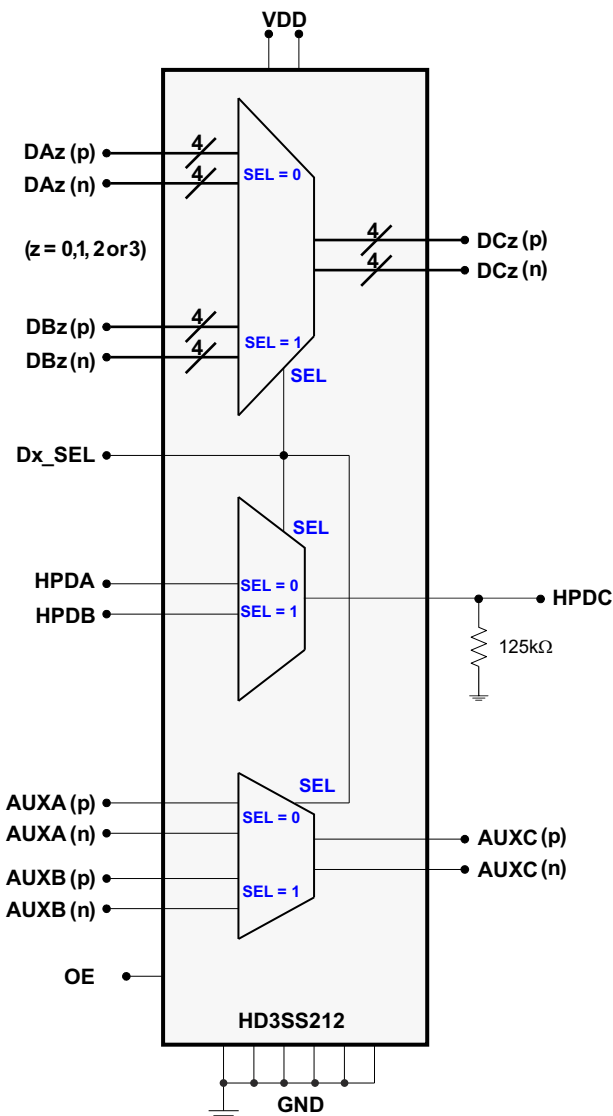 VDD
DAz (p)
4
DAz (n)
4
SEL = 0
(z = 0,1, 2 or 3)
4
DCz (p)
4
DCz (n)
DBz (p)
4
DBz (n)
4
SEL = 1
SEL
Dx_SEL
SEL
HPDA
SEL = 0
HPDB
SEL = 1
HPDC
125kΩ
SEL
AUXA (p)
SEL = 0
AUXA (n)
AUXC (p)
AUXC (n)
AUXB (p)
SEL = 1
AUXB (n)
OE
HD3SS212
GND